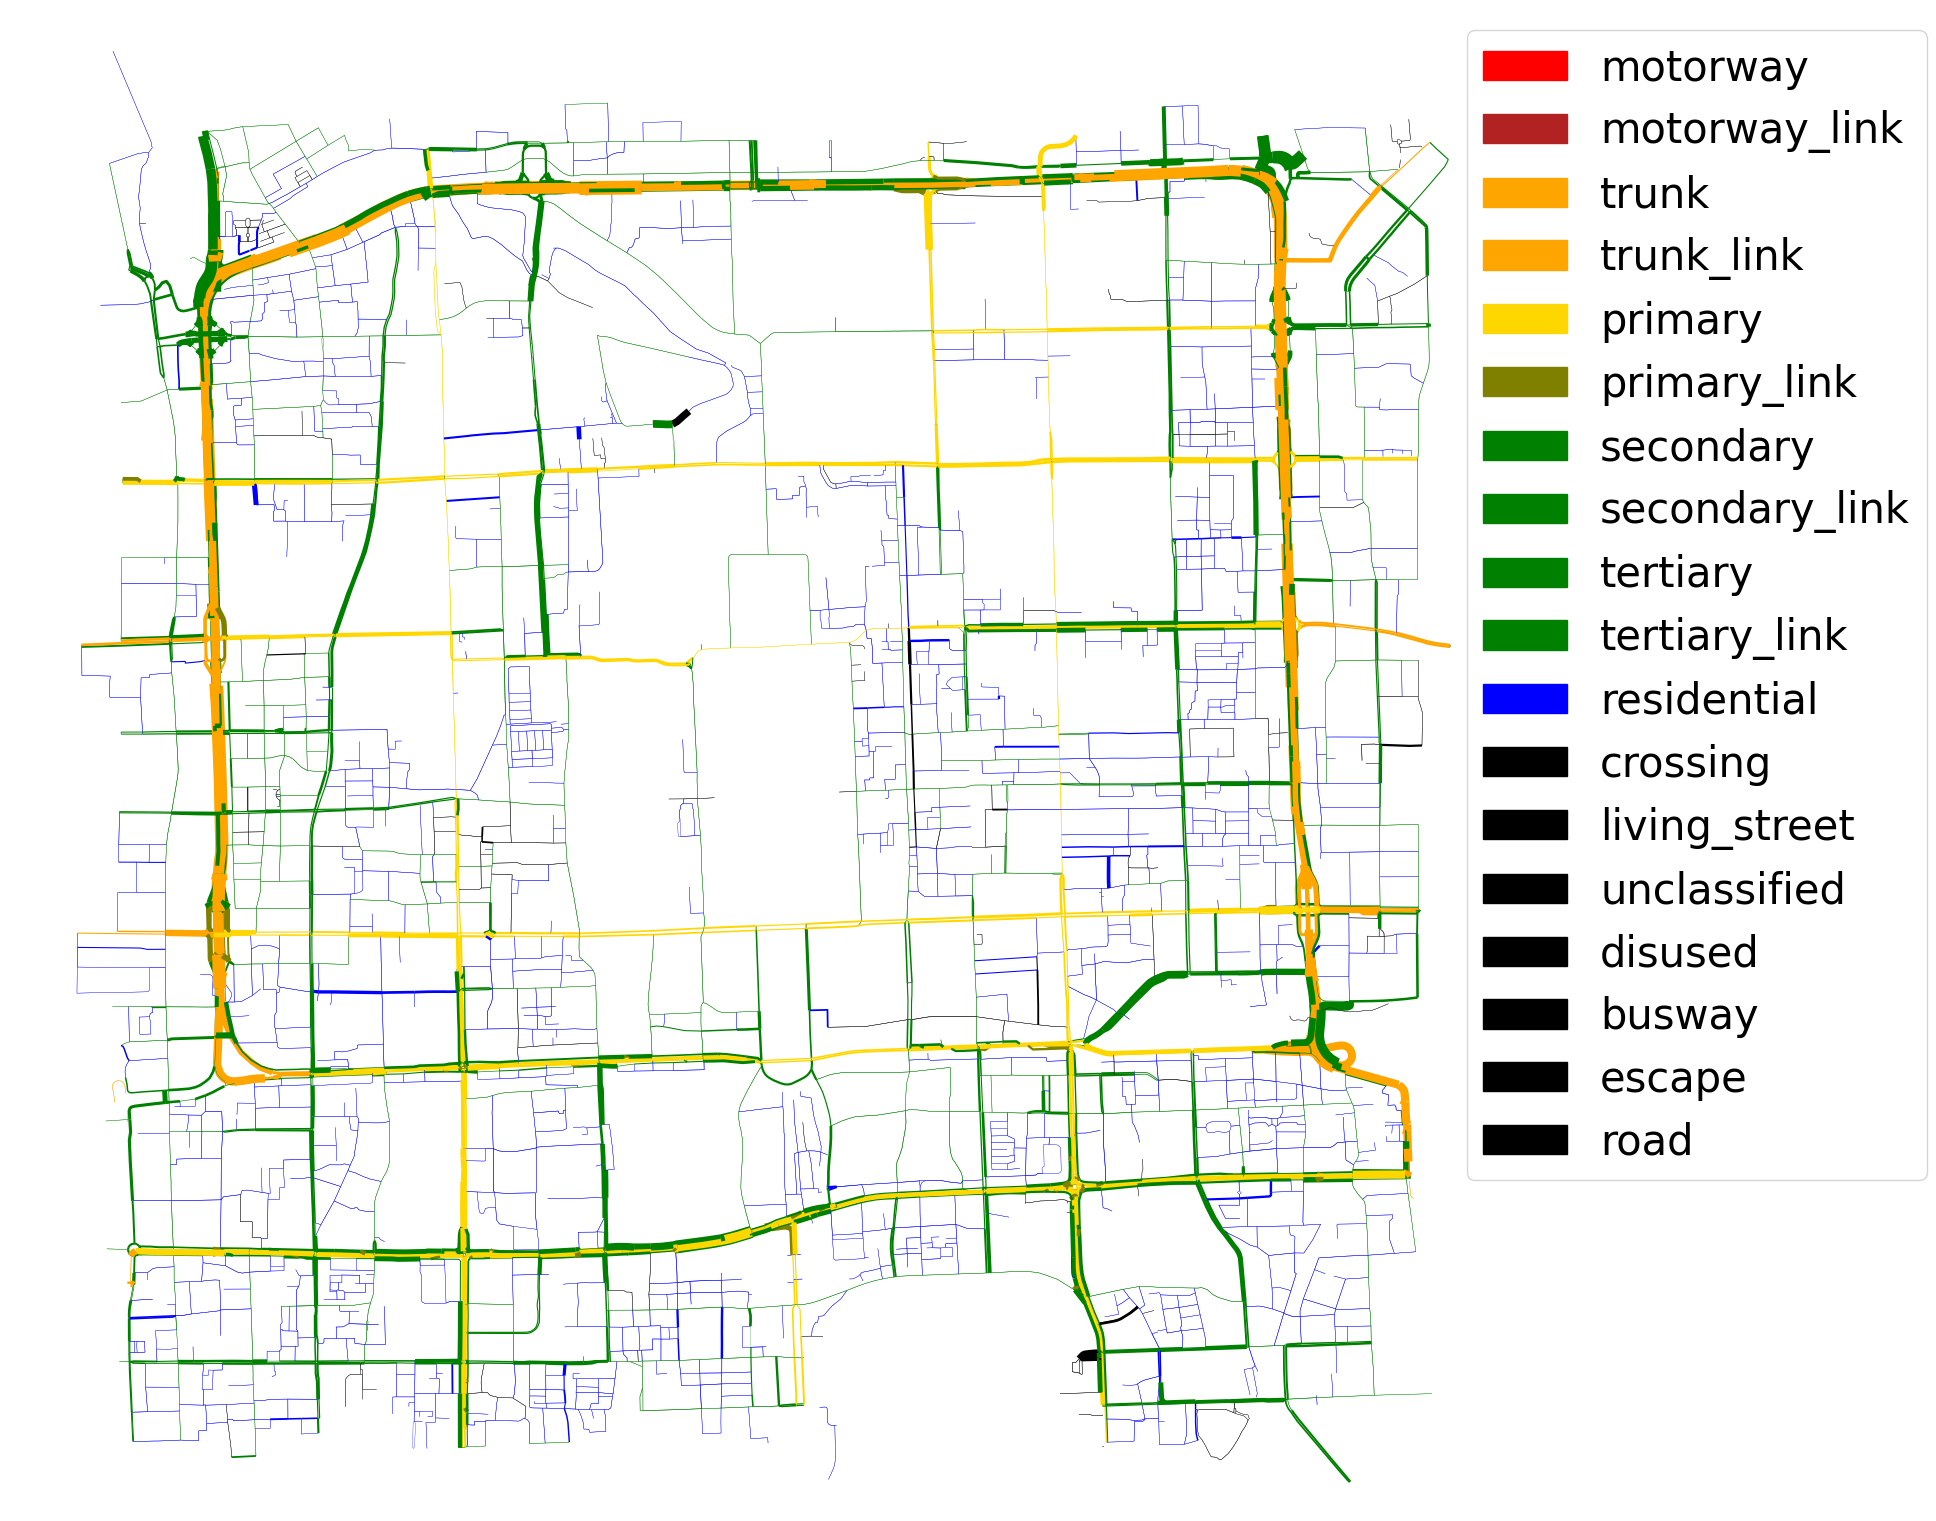 motorway
motorway_link
trunk
trunk_link
primary
primary_link
secondary
secondary_link
tertiary
tertiary_link
residential
crossing
living_street
unclassified
disused
busway
escape
road